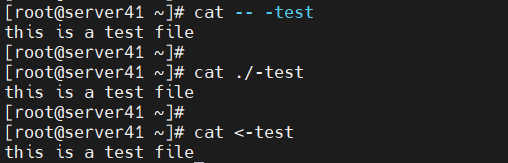 [root@server41 ~]# cat -- -test
this is a test file
[root@server41 ~]#
[root@server41 ~]# cat ./-test
this is a test file
[root@server41 ~]#
[root@server41 ~]# cat <-test
this is a test file